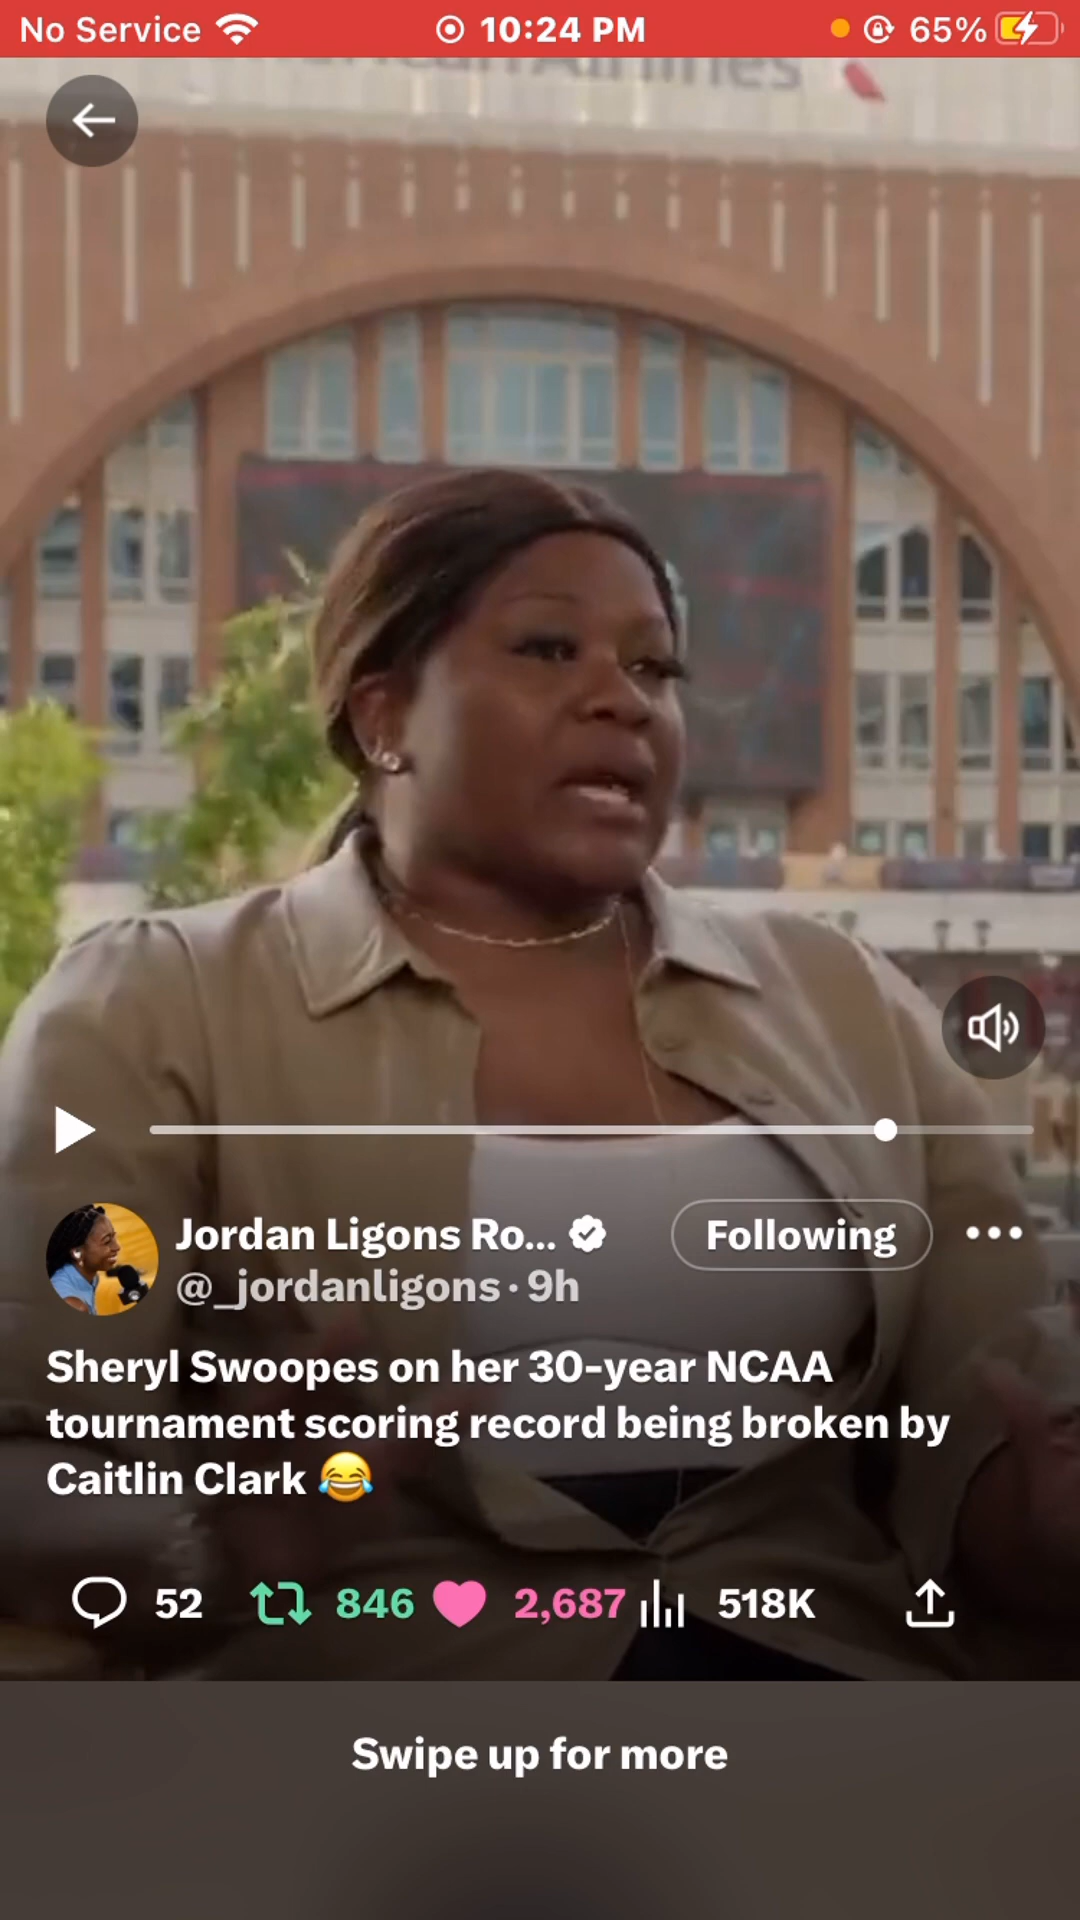 No Service 10:24 PM 65%
Airlines
Jordan Ligons Ro... Following
@_jordanligons · 9h
Sheryl Swoopes on her 30-year NCAA
tournament scoring record being broken by
Caitlin Clark 😂
52 846 2,687 518K
Swipe up for more